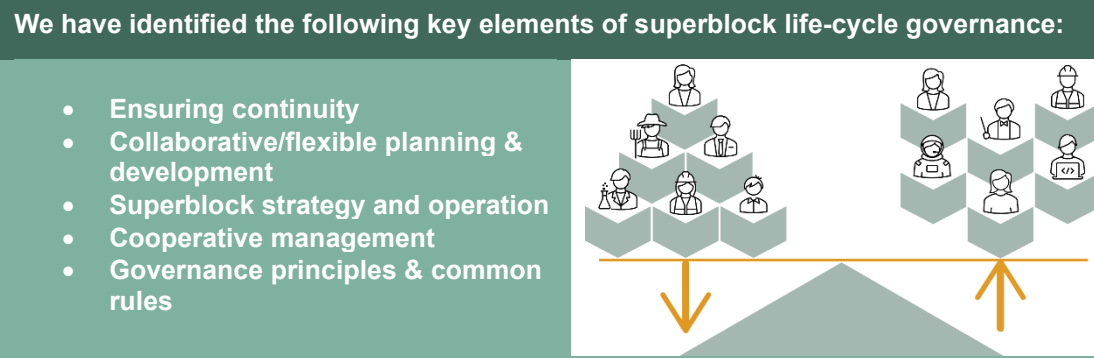 We have identified the following key elements of superblock life-cycle governance:
• Ensuring continuity
• Collaborative/flexible planning &
development
• Superblock strategy and operation
• Cooperative management
• Governance principles & common
rules
</>